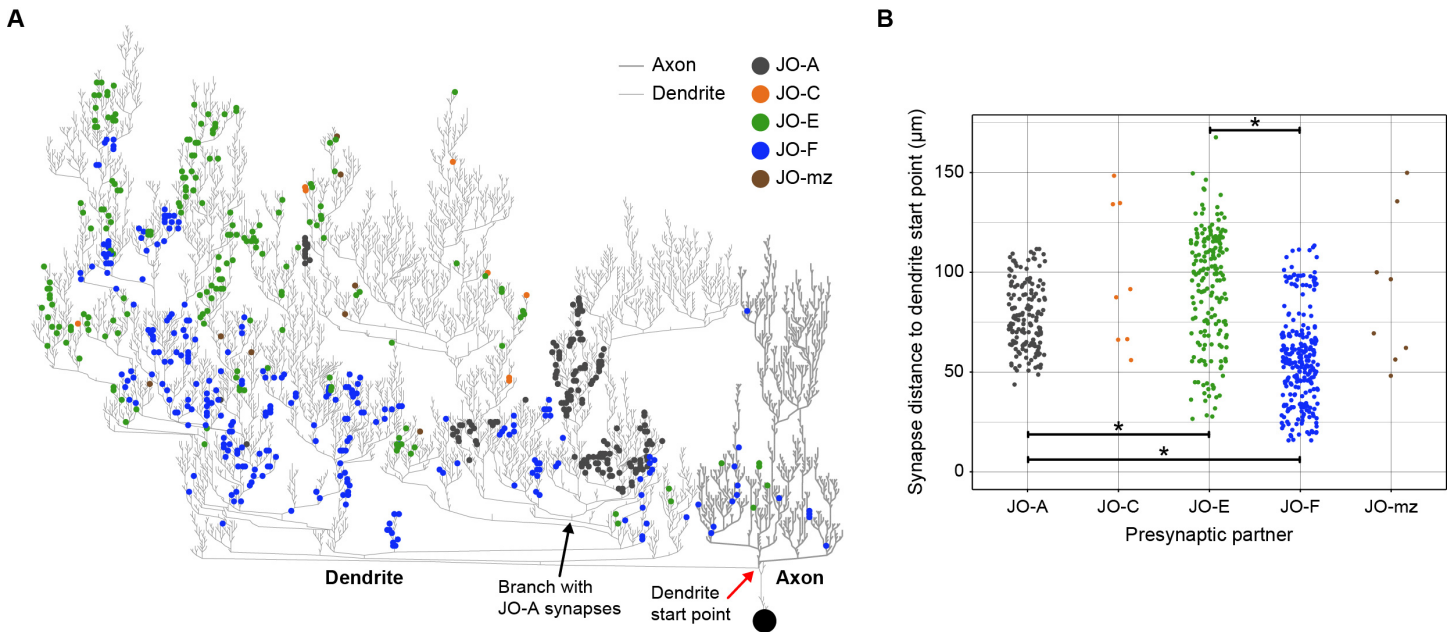 A
Axon
Dendrite
JO-A
JO-C
JO-E
JO-F
JO-mz
Dendrite
Branch with
JO-A synapses
Dendrite
start point
Axon
B
Synapse distance to dendrite start point (µm)
150
100
50
0
*
*
*
JO-A
JO-C
JO-E
JO-F
JO-mz
Presynaptic partner